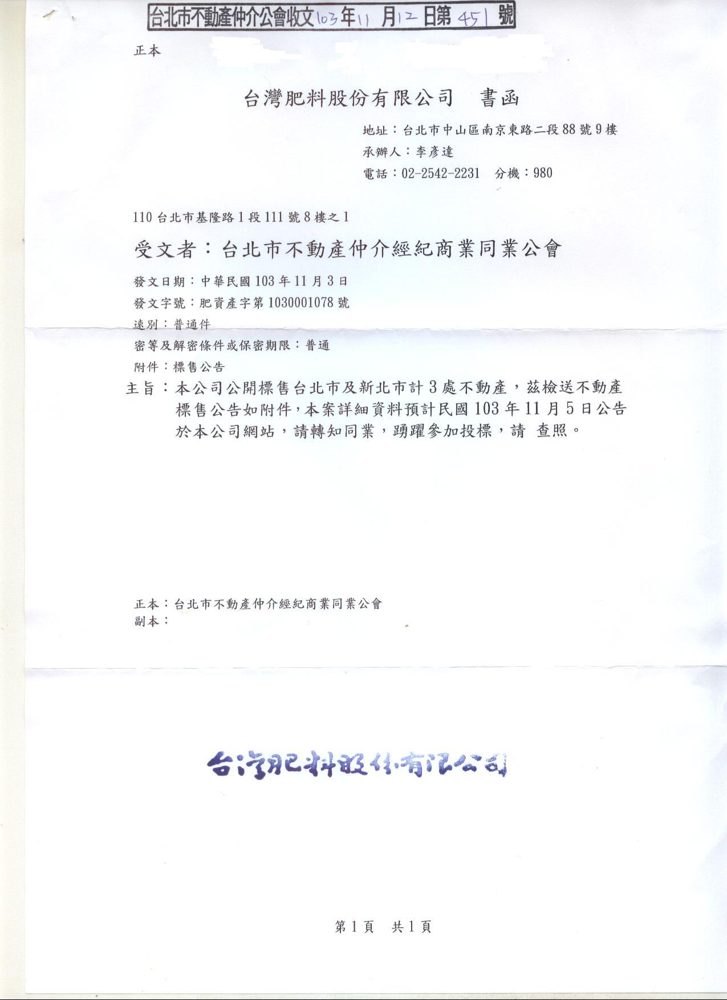 台北市不動產仲介公會收文103年11月12日第451號
正本
台灣肥料股份有限公司　書函
地址：台北市中山區南京東路二段88號9樓
承辦人：李彥達
電話：02-2542-2231　分機：980
110台北市基隆路1段111號8樓之1
受文者：台北市不動產仲介經紀商業同業公會
發文日期：中華民國103年11月3日
發文字號：肥資產字第1030001078號
速別：普通件
密等及解密條件或保密期限：普通
附件：標售公告
主旨：本公司公開標售台北市及新北市計3處不動產，茲檢送不動產
標售公告如附件，本案詳細資料預計民國103年11月5日公告
於本公司網站，請轉知同業，踴躍參加投標，請　查照。
正本：台北市不動產仲介經紀商業同業公會
副本：
台灣肥料股份有限公司
第1頁　共1頁